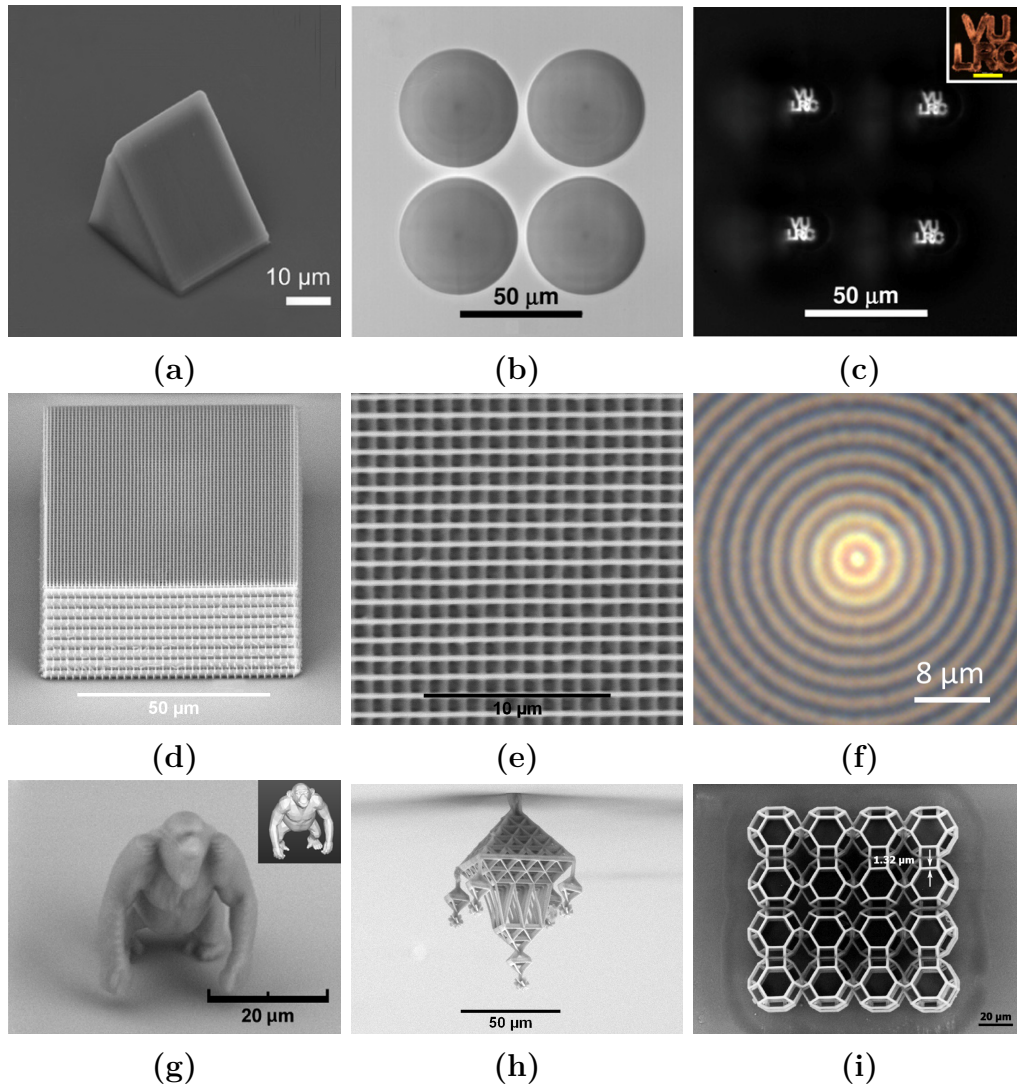 10 µm
(a)
50 µm
(b)
VU
LRC
VU
LRC
VU
LRC
VU
LRC
VU
LRC
50 µm
(c)
50 µm
(d)
10 µm
(e)
8 µm
(f)
20 µm
(g)
50 µm
(h)
1.32 µm
20 µm
(i)